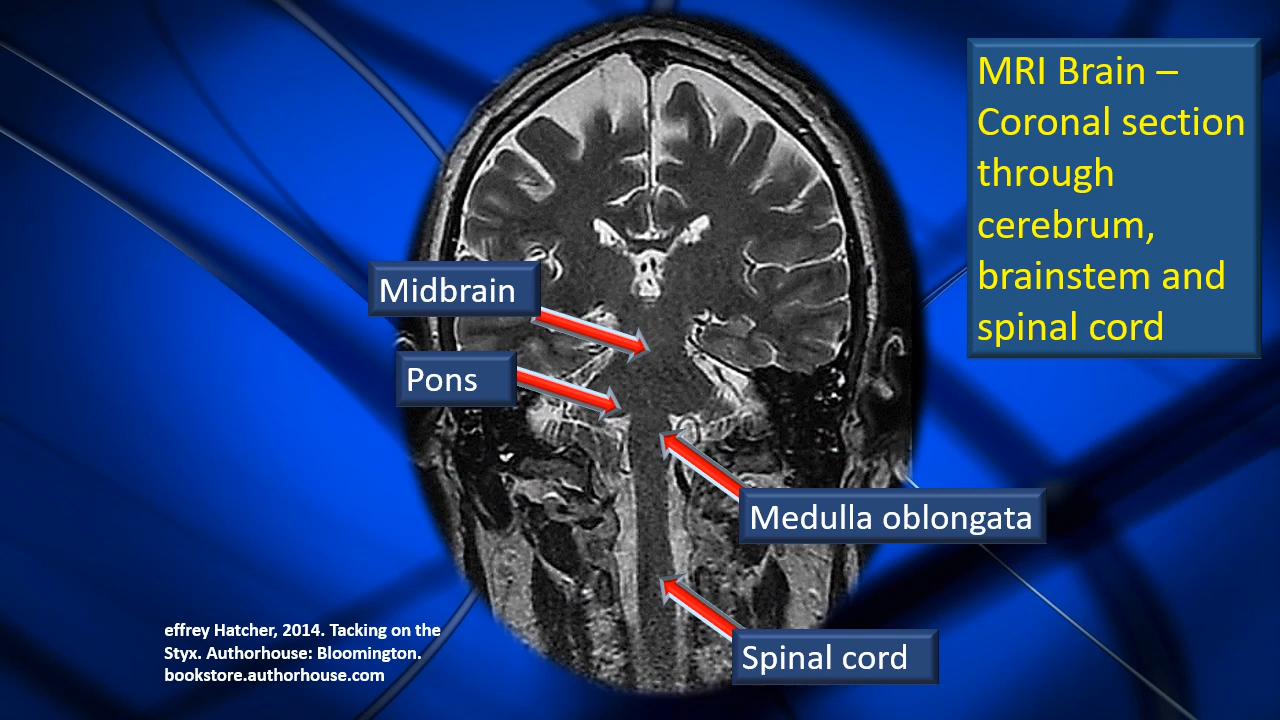 MRI Brain –
Coronal section
through
cerebrum,
brainstem and
spinal cord
Midbrain
Pons
Medulla oblongata
Spinal cord
effrey Hatcher, 2014. Tacking on the
Styx. Authorhouse: Bloomington.
bookstore.authorhouse.com